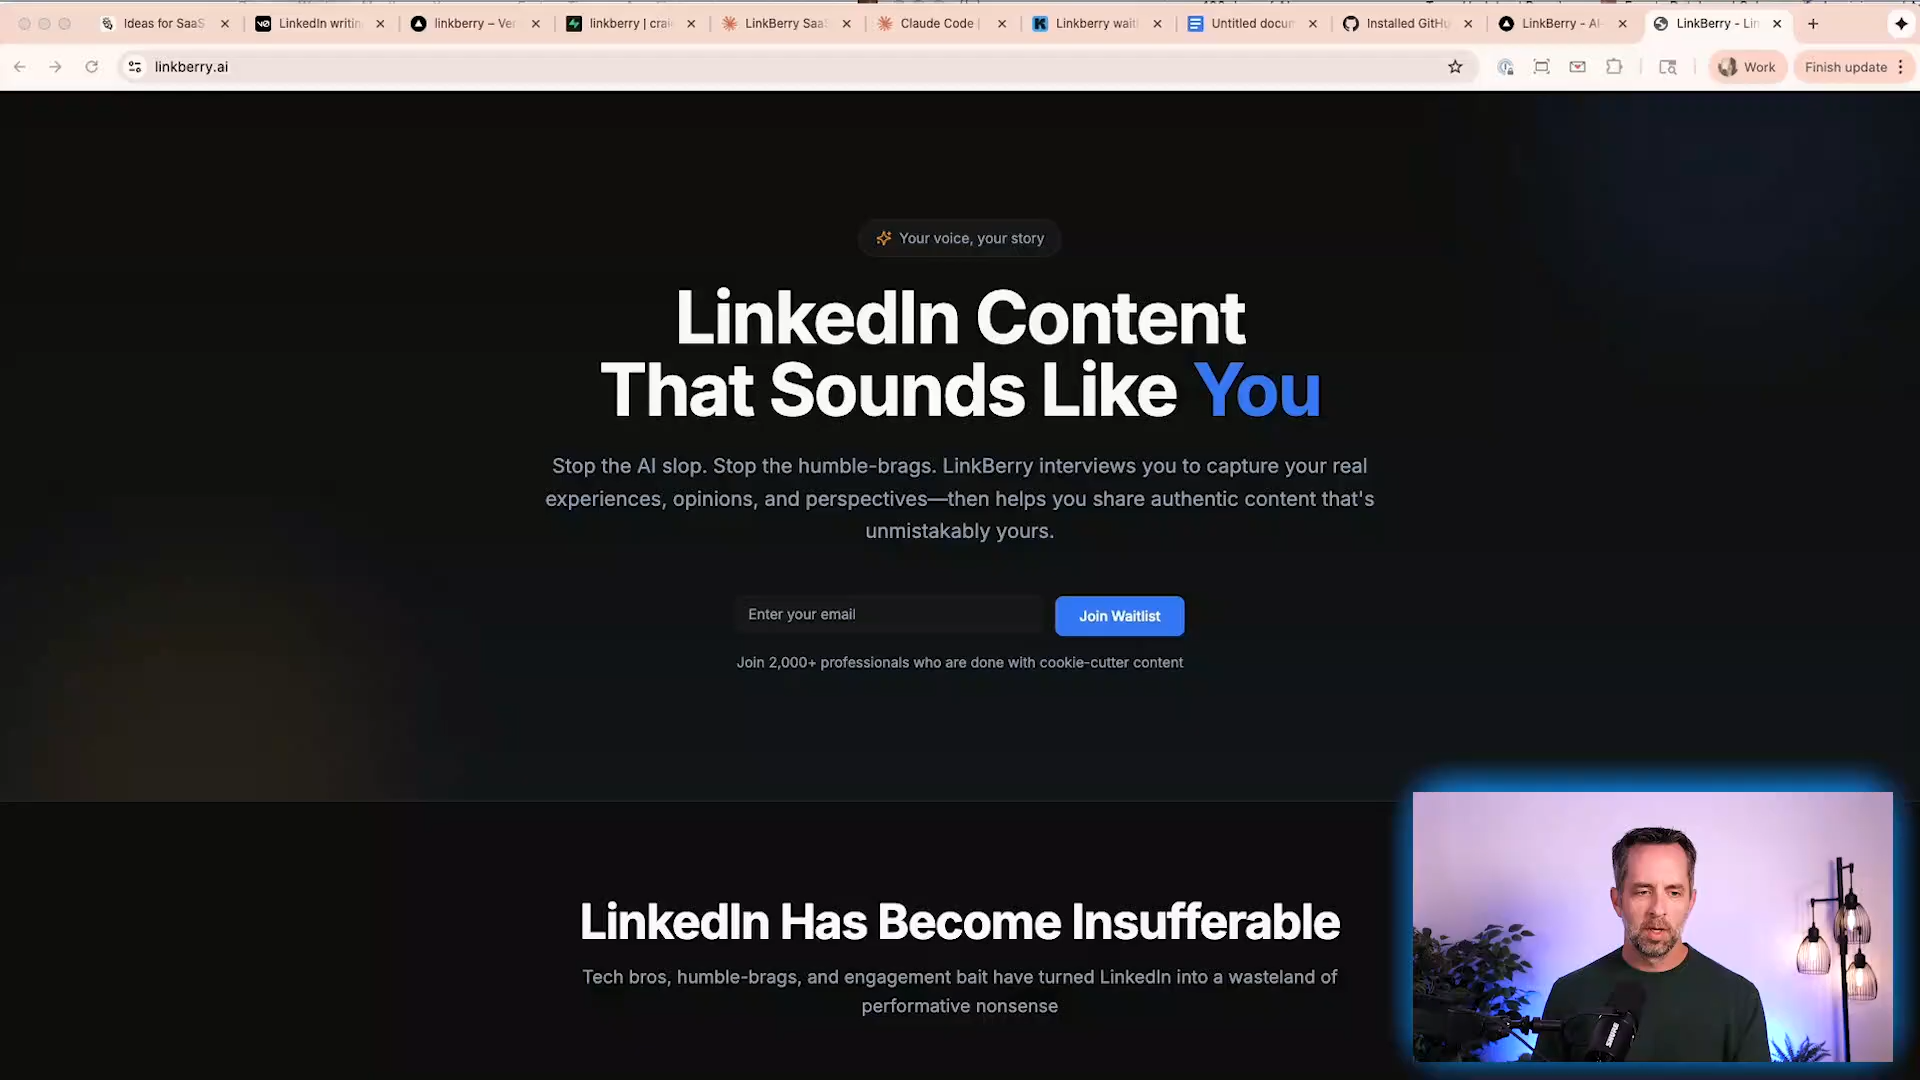 Ideas for SaaS
LinkedIn writin
linkberry – Ver
linkberry | crai
LinkBerry Saa
Claude Code |
Linkberry wait
Untitled docum
Installed GitHu
LinkBerry - AI-
LinkBerry - Lin
linkberry.ai
Work
Finish update
Your voice, your story
LinkedIn Content
That Sounds Like You
Stop the AI slop. Stop the humble-brags. LinkBerry interviews you to capture your real
experiences, opinions, and perspectives—then helps you share authentic content that's
unmistakably yours.
Enter your email
Join Waitlist
Join 2,000+ professionals who are done with cookie-cutter content
LinkedIn Has Become Insufferable
Tech bros, humble-brags, and engagement bait have turned LinkedIn into a wasteland of
performative nonsense
SHURE